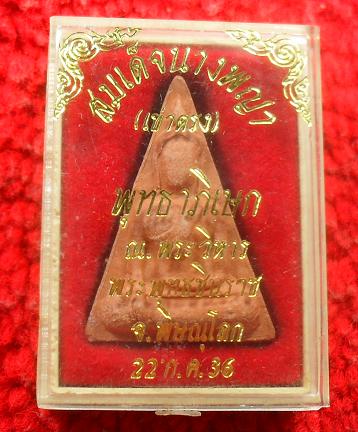 สมเด็จนางพญา
(เข่าตรง)
พุทธาภิเษก
ณ.พระวิหาร
พระพุทธชินราช
จ.พิษณุโลก
22 ก.ค.36